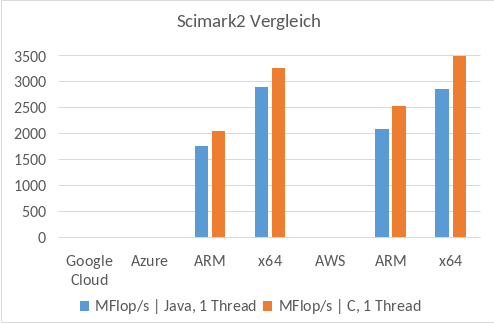 Scimark2 Vergleich
3500
3000
2500
2000
1500
1000
500
0
Google Cloud Azure ARM x64 AWS ARM x64
MFlop/s | Java, 1 Thread MFlop/s | C, 1 Thread